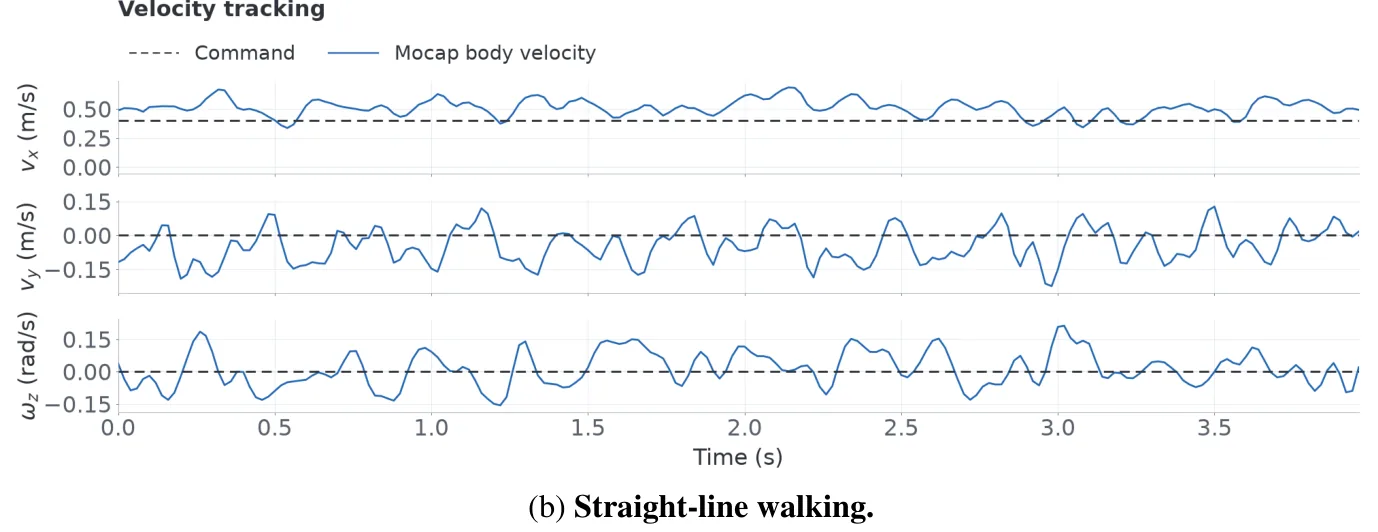 Velocity tracking
Command
Mocap body velocity
vₓ (m/s)
0.50
0.25
0.00
v_y (m/s)
0.15
0.00
−0.15
ω_z (rad/s)
0.15
0.00
−0.15
0.0 0.5 1.0 1.5 2.0 2.5 3.0 3.5
Time (s)
(b) Straight-line walking.